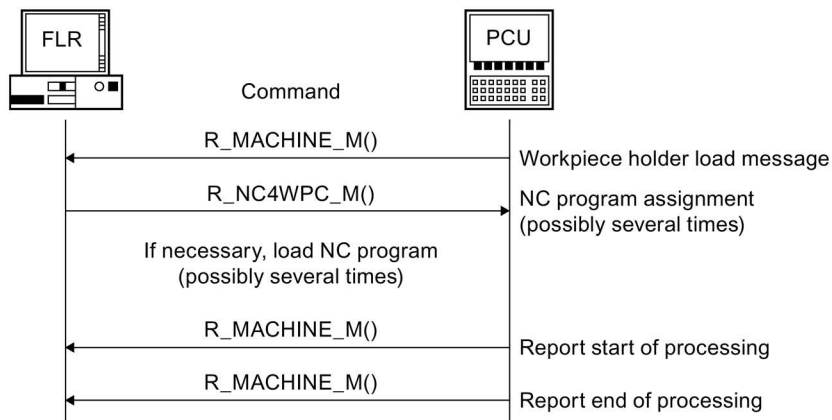 FLR
PCU
Command
R_MACHINE_M()
Workpiece holder load message
R_NC4WPC_M()
NC program assignment
(possibly several times)
If necessary, load NC program
(possibly several times)
R_MACHINE_M()
Report start of processing
R_MACHINE_M()
Report end of processing